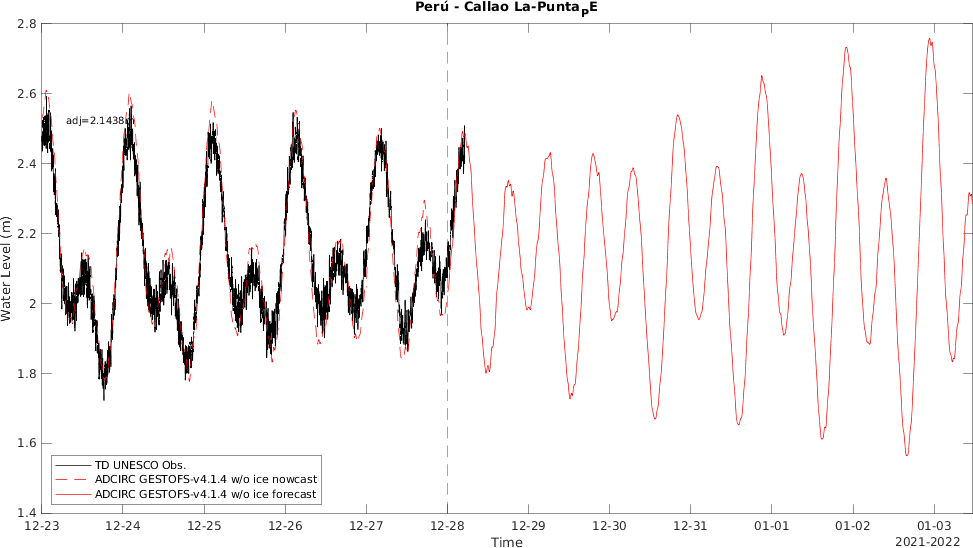 Perú - Callao La-PuntaPE
2.8
2.6
adj=2.1438
2.4
2.2
2
1.8
1.6
1.4
Water Level (m)
TD UNESCO Obs.
ADCIRC GESTOFS-v4.1.4 w/o ice nowcast
ADCIRC GESTOFS-v4.1.4 w/o ice forecast
12-23 12-24 12-25 12-26 12-27 12-28 12-29 12-30 12-31 01-01 01-02 01-03
Time
2021-2022